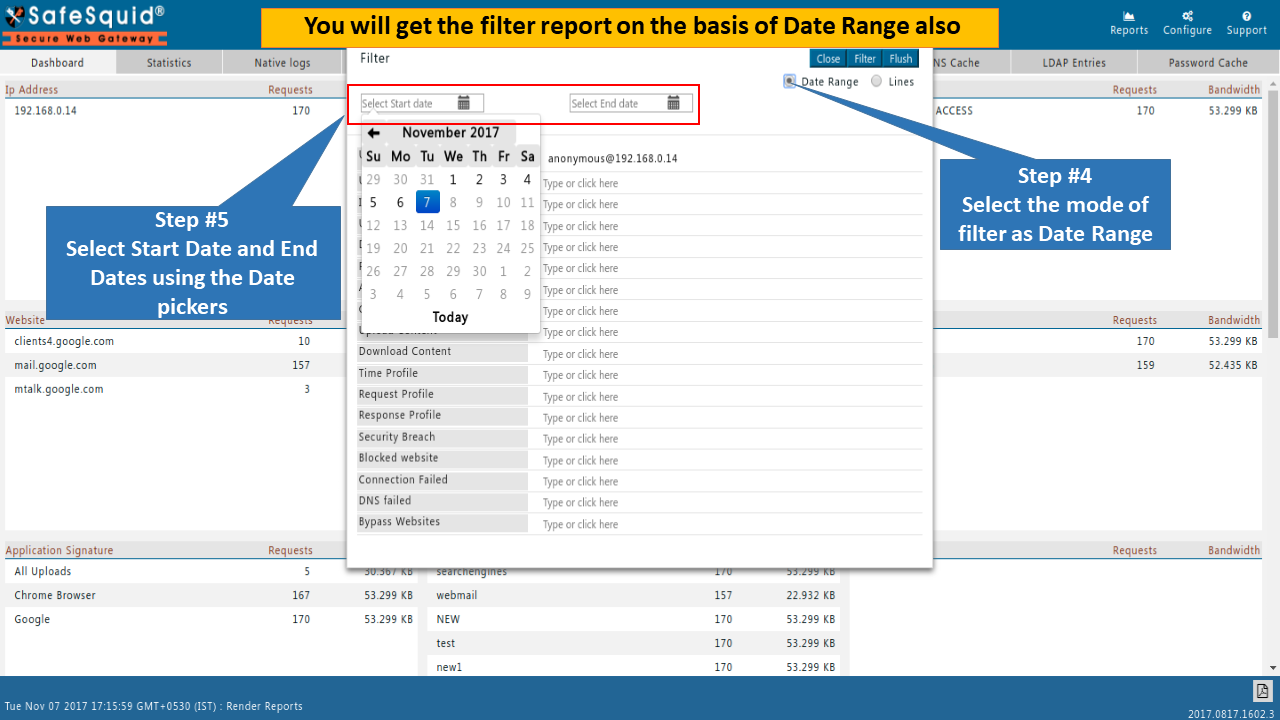 SafeSquid®
Secure Web Gateway
You will get the filter report on the basis of Date Range also
Reports Configure Support
Dashboard Statistics Native logs NS Cache LDAP Entries Password Cache
Filter Close Filter Flush
Date Range Lines
Ip Address Requests Requests Bandwidth
192.168.0.14 170 ACCESS 170 53.299 KB
Select Start date Select End date
November 2017
Su Mo Tu We Th Fr Sa
29 30 31 1 2 3 4
5 6 7 8 9 10 11
12 13 14 15 16 17 18
19 20 21 22 23 24 25
26 27 28 29 30 1 2
3 4 5 6 7 8 9
Today
anonymous@192.168.0.14
Type or click here
Type or click here
Type or click here
Type or click here
Type or click here
Type or click here
Type or click here
Upload Content Type or click here
Download Content Type or click here
Time Profile Type or click here
Request Profile Type or click here
Response Profile Type or click here
Security Breach Type or click here
Blocked website Type or click here
Connection Failed Type or click here
DNS failed Type or click here
Bypass Websites Type or click here
Step #4
Select the mode of
filter as Date Range
Step #5
Select Start Date and End
Dates using the Date
pickers
Website Requests Requests Bandwidth
clients4.google.com 10 170 53.299 KB
mail.google.com 157 159 52.435 KB
mtalk.google.com 3
Application Signature Requests Requests Bandwidth
All Uploads 5 30.367 KB searchengines 170 53.299 KB
Chrome Browser 167 53.299 KB webmail 157 22.932 KB
Google 170 53.299 KB NEW 170 53.299 KB
test 170 53.299 KB
new1 170 53.299 KB
Tue Nov 07 2017 17:15:59 GMT+0530 (IST) : Render Reports
2017.0817.1602.3